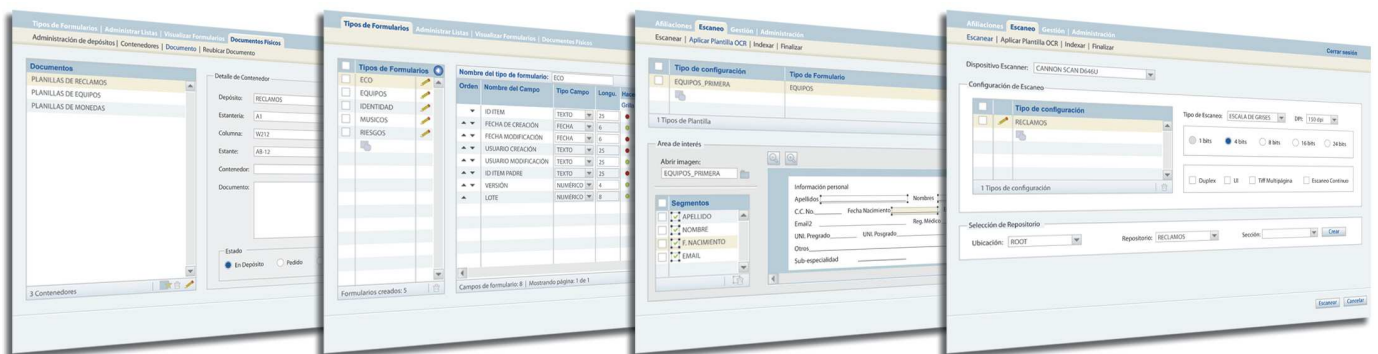 Tipos de Formularios | Administrar Listas | Visualizar Formularios | Documentos Físicos
Administración de depósitos | Contenedores | Documento | Reubicar Documento
Documentos
PLANILLAS DE RECLAMOS
PLANILLAS DE EQUIPOS
PLANILLAS DE MONEDAS
3 Contenedores
Detalle de Contenedor
Depósito: RECLAMOS
Estantería: A1
Columna: W212
Estante: AB-12
Contenedor:
Documento:
Estado
En Depósito Pedido
Tipos de Formularios | Administrar Listas | Visualizar Formularios | Documentos Físicos
Tipos de Formularios
ECO
EQUIPOS
IDENTIDAD
MUSICOS
RIESGOS
Formularios creados: 5
Nombre del tipo de formulario: ECO
Orden Nombre del Campo Tipo Campo Longu.
ID ITEM TEXTO 25
FECHA DE CREACIÓN FECHA 6
FECHA MODIFICACIÓN FECHA 6
USUARIO CREACIÓN TEXTO 25
USUARIO MODIFICACIÓN TEXTO 25
ID ITEM PADRE TEXTO 25
VERSIÓN NUMÉRICO 4
LOTE NUMÉRICO 8
Campos de formulario: 8 | Mostrando página: 1 de 1
Afiliaciones Escaneo Gestión | Administración
Escanear | Aplicar Plantilla OCR | Indexar | Finalizar
Tipo de configuración Tipo de Formulario
EQUIPOS_PRIMERA EQUIPOS
1 Tipos de Plantilla
Area de interés
Abrir imagen:
EQUIPOS_PRIMERA
Segmentos
APELLIDO
NOMBRE
F. NACIMIENTO
EMAIL
Información personal
Apellidos Nombres
C.C. No. Fecha Nacimiento
Email2 Reg. Médico
UNI. Pregrado UNI. Posgrado
Otros
Sub-especialidad
Afiliaciones Escaneo Gestión | Administración
Escanear | Aplicar Plantilla OCR | Indexar | Finalizar
Cerrar sesión
Dispositivo Escanner: CANNON SCAN D646U
Configuración de Escaneo
Tipo de configuración
RECLAMOS
1 Tipos de configuración
Tipo de Escaneo: ESCALA DE GRISES DPI: 150 dpi
1 bits 4 bits 8 bits 16 bits 24 bits
Duplex UI Tiff Multipágina Escaneo Continuo
Selección de Repositorio
Ubicación: ROOT Repositorio: RECLAMOS Sección: Crear
Escanear Cancelar